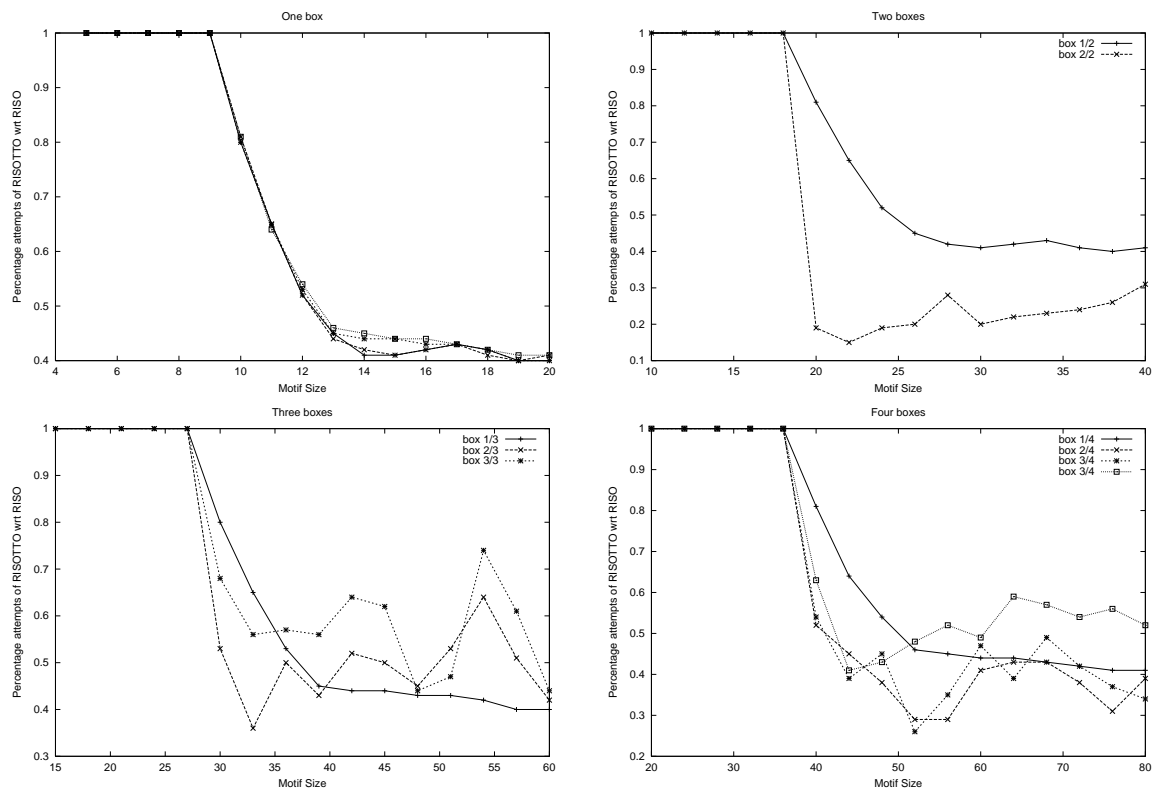 One box
Percentage attempts of RISOTTO wrt RISO
1
0.9
0.8
0.7
0.6
0.5
0.4
4 6 8 10 12 14 16 18 20
Motif Size
Two boxes
Percentage attempts of RISOTTO wrt RISO
box 1/2
box 2/2
1
0.9
0.8
0.7
0.6
0.5
0.4
0.3
0.2
0.1
10 15 20 25 30 35 40
Motif Size
Three boxes
Percentage attempts of RISOTTO wrt RISO
box 1/3
box 2/3
box 3/3
1
0.9
0.8
0.7
0.6
0.5
0.4
0.3
15 20 25 30 35 40 45 50 55 60
Motif Size
Four boxes
Percentage attempts of RISOTTO wrt RISO
box 1/4
box 2/4
box 3/4
box 3/4
1
0.9
0.8
0.7
0.6
0.5
0.4
0.3
0.2
20 30 40 50 60 70 80
Motif Size